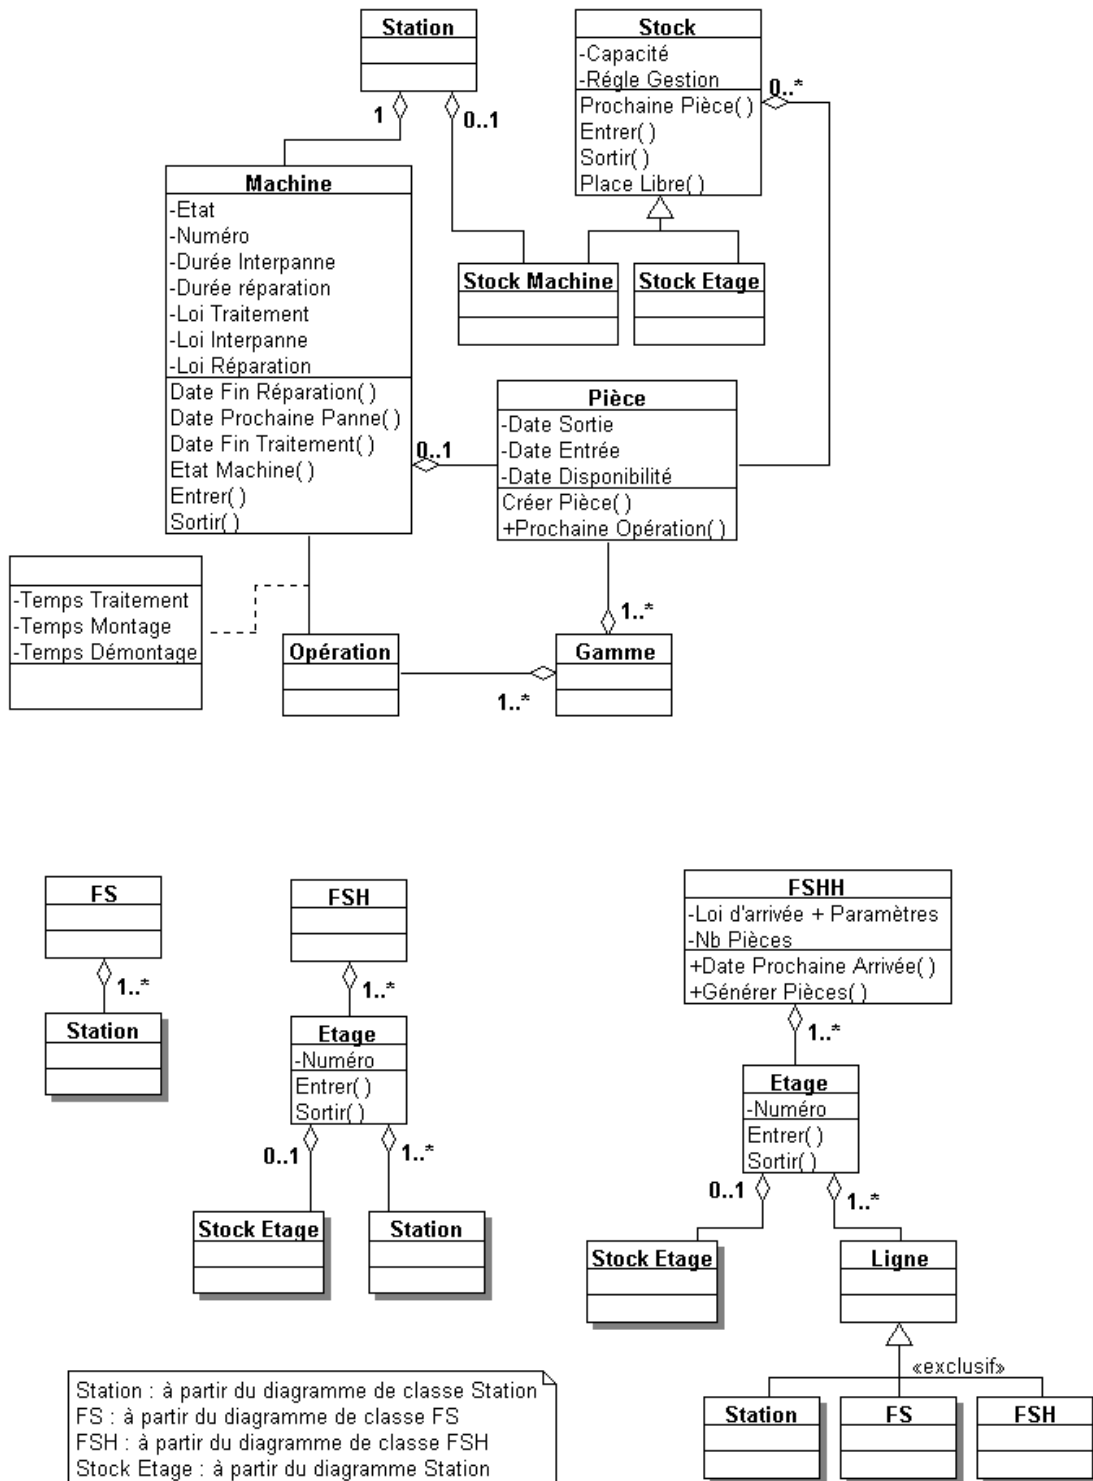 Station
1
0..1
Stock
-Capacité
-Régle Gestion
Prochaine Pièce()
Entrer()
Sortir()
Place Libre()
0..*
Machine
-Etat
-Numéro
-Durée Interpanne
-Durée réparation
-Loi Traitement
-Loi Interpanne
-Loi Réparation
Date Fin Réparation()
Date Prochaine Panne()
Date Fin Traitement()
Etat Machine()
Entrer()
Sortir()
Stock Machine
Stock Etage
0..1
Pièce
-Date Sortie
-Date Entrée
-Date Disponibilité
Créer Pièce()
+Prochaine Opération()
-Temps Traitement
-Temps Montage
-Temps Démontage
1..*
Opération
Gamme
1..*
FS
1..*
Station
FSH
1..*
Etage
-Numéro
Entrer()
Sortir()
0..1
1..*
Stock Etage
Station
FSHH
-Loi d'arrivée + Paramètres
-Nb Pièces
+Date Prochaine Arrivée()
+Générer Pièces()
1..*
Etage
-Numéro
Entrer()
Sortir()
0..1
1..*
Stock Etage
Ligne
«exclusif»
Station
FS
FSH
Station : à partir du diagramme de classe Station
FS : à partir du diagramme de classe FS
FSH : à partir du diagramme de classe FSH
Stock Etage : à partir du diagramme Station